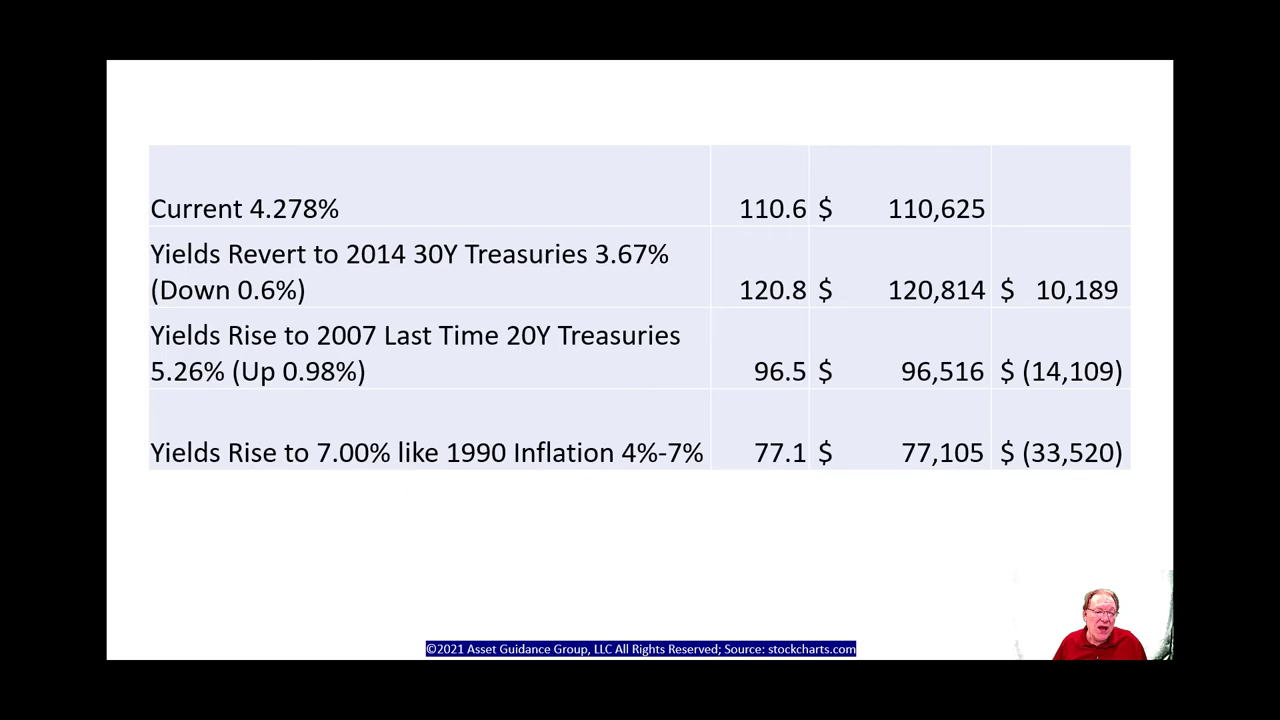 Current 4.278% 110.6 $ 110,625
Yields Revert to 2014 30Y Treasuries 3.67%
(Down 0.6%) 120.8 $ 120,814 $ 10,189
Yields Rise to 2007 Last Time 20Y Treasuries
5.26% (Up 0.98%) 96.5 $ 96,516 $ (14,109)
Yields Rise to 7.00% like 1990 Inflation 4%-7% 77.1 $ 77,105 $ (33,520)
©2021 Asset Guidance Group, LLC All Rights Reserved; Source: stockcharts.com